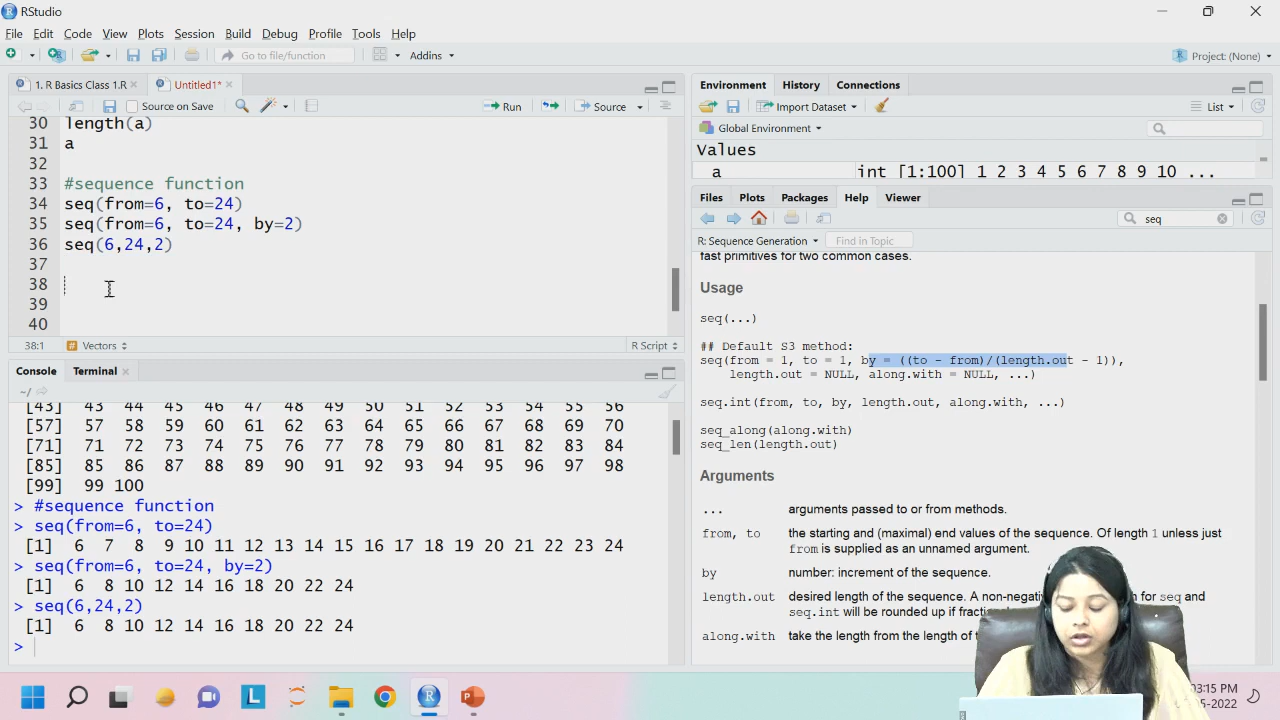 RStudio
File Edit Code View Plots Session Build Debug Profile Tools Help
Go to file/function Addins Project: (None)
1. R Basics Class 1.R Untitled1*
Source on Save Run Source
30 length(a)
31 a
32
33 #sequence function
34 seq(from=6, to=24)
35 seq(from=6, to=24, by=2)
36 seq(6,24,2)
37
38
39
40
38:1 # Vectors R Script
Console Terminal
~/
[43] 43 44 45 46 47 48 49 50 51 52 53 54 55 56
[57] 57 58 59 60 61 62 63 64 65 66 67 68 69 70
[71] 71 72 73 74 75 76 77 78 79 80 81 82 83 84
[85] 85 86 87 88 89 90 91 92 93 94 95 96 97 98
[99] 99 100
> #sequence function
> seq(from=6, to=24)
[1] 6 7 8 9 10 11 12 13 14 15 16 17 18 19 20 21 22 23 24
> seq(from=6, to=24, by=2)
[1] 6 8 10 12 14 16 18 20 22 24
> seq(6,24,2)
[1] 6 8 10 12 14 16 18 20 22 24
>
Environment History Connections
Import Dataset List
Global Environment
Values
a int [1:100] 1 2 3 4 5 6 7 8 9 10 ...
Files Plots Packages Help Viewer
seq
R: Sequence Generation Find in Topic
fast primitives for two common cases.
Usage
seq(...)
## Default S3 method:
seq(from = 1, to = 1, by = ((to - from)/(length.out - 1)),
length.out = NULL, along.with = NULL, ...)
seq.int(from, to, by, length.out, along.with, ...)
seq_along(along.with)
seq_len(length.out)
Arguments
... arguments passed to or from methods.
from, to the starting and (maximal) end values of the sequence. Of length 1 unless just
from is supplied as an unnamed argument.
by number: increment of the sequence.
length.out desired length of the sequence. A for seq and
seq.int will be rounded up if
along.with take the length from the length of
03:15 PM
-2022